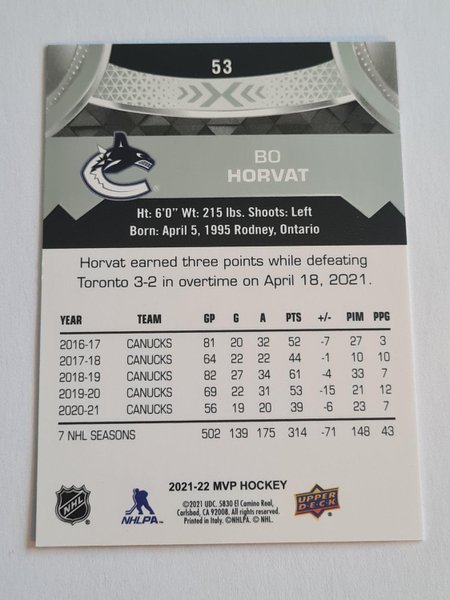 53
BO
HORVAT
Ht: 6'0" Wt: 215 lbs. Shoots: Left
Born: April 5, 1995 Rodney, Ontario
Horvat earned three points while defeating
Toronto 3-2 in overtime on April 18, 2021.
YEAR TEAM GP G A PTS +/- PIM PPG
2016-17 CANUCKS 81 20 32 52 -7 27 3
2017-18 CANUCKS 64 22 22 44 -1 10 10
2018-19 CANUCKS 82 27 34 61 -4 33 7
2019-20 CANUCKS 69 22 31 53 -15 21 12
2020-21 CANUCKS 56 19 20 39 -6 23 7
7 NHL SEASONS 502 139 175 314 -71 148 43
2021-22 MVP HOCKEY
NHL
NHLPA
©2021 UDC. 5830 El Camino Real,
Carlsbad, CA 92008. All rights reserved.
Printed in Italy. ©NHLPA. © NHL.
UPPER
DECK